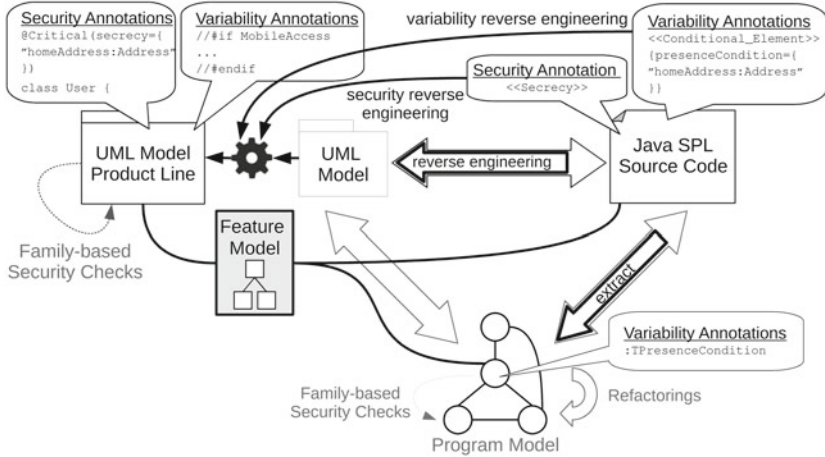 Security Annotations
@Critical(secrecy={
"homeAddress:Address"
})
class User {
Variability Annotations
//#if MobileAccess
...
//#endif
variability reverse engineering
Variability Annotations
<<Conditional_Element>>
{presenceCondition={
"homeAddress:Address"
}}
Security Annotation
<<Secrecy>>
security reverse
engineering
UML Model
Product Line
UML
Model
reverse engineering
Java SPL
Source Code
Family-based
Security Checks
Feature
Model
extract
Variability Annotations
:TPresenceCondition
Family-based
Security Checks
Refactorings
Program Model